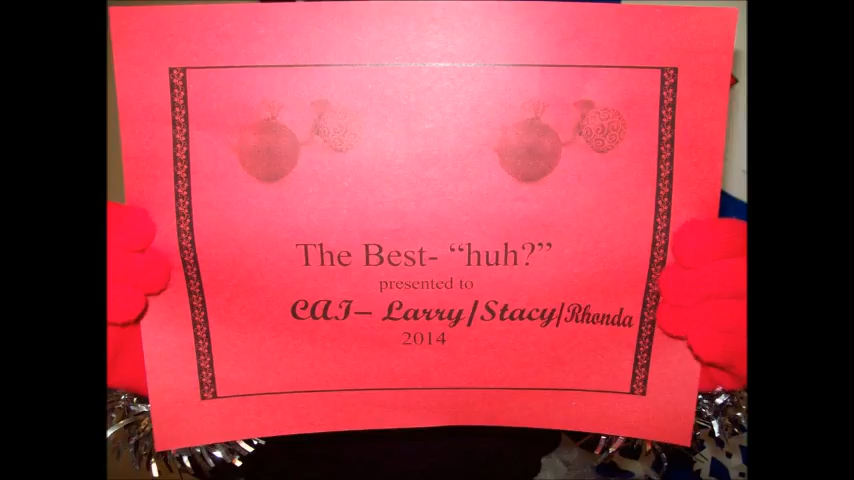 The Best- “huh?”
presented to
CAI– Larry/Stacy/Rhonda
2014